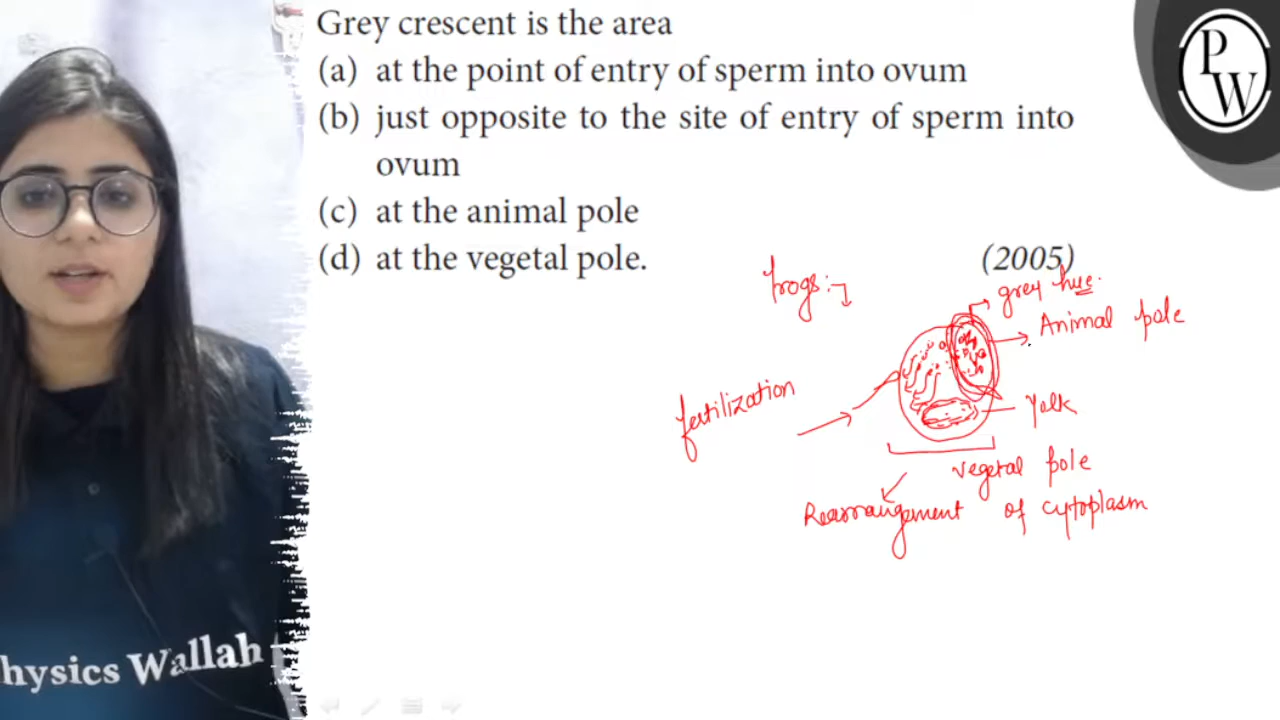 Grey crescent is the area
(a) at the point of entry of sperm into ovum
(b) just opposite to the site of entry of sperm into
ovum
(c) at the animal pole
(d) at the vegetal pole.
(2005)
frogs:-
grey hue.
Animal pole
fertilization
Yolk
vegetal pole
Rearrangement of cytoplasm
PW
hysics Wallah